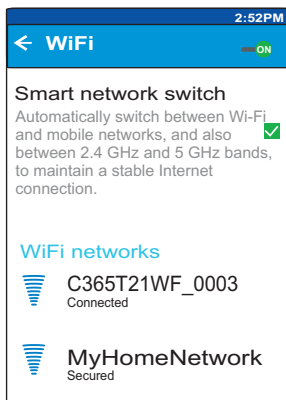 2:52PM
WiFi
ON
Smart network switch
Automatically switch between Wi-Fi
and mobile networks, and also
between 2.4 GHz and 5 GHz bands,
to maintain a stable Internet
connection.
WiFi networks
C365T21WF_0003
Connected
MyHomeNetwork
Secured